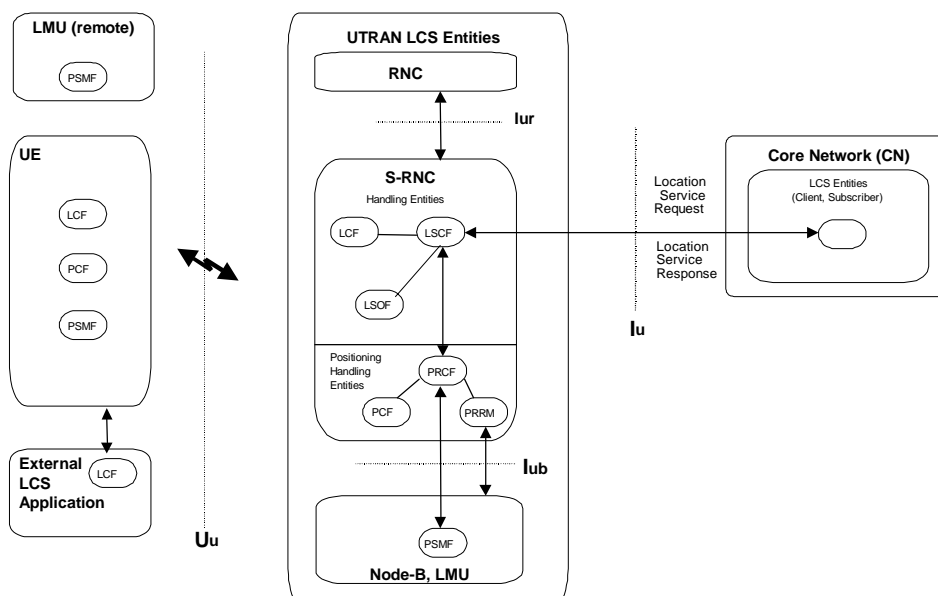 LMU (remote)
PSMF
UE
LCF
PCF
PSMF
External
LCS
Application
LCF
Uu
UTRAN LCS Entities
RNC
Iur
S-RNC
Handling Entities
LCF
LSCF
LSOF
Positioning
Handling
Entities
PRCF
PCF
PRRM
Iub
PSMF
Node-B, LMU
Location
Service
Request
Location
Service
Response
Iu
Core Network (CN)
LCS Entities
(Client, Subscriber)